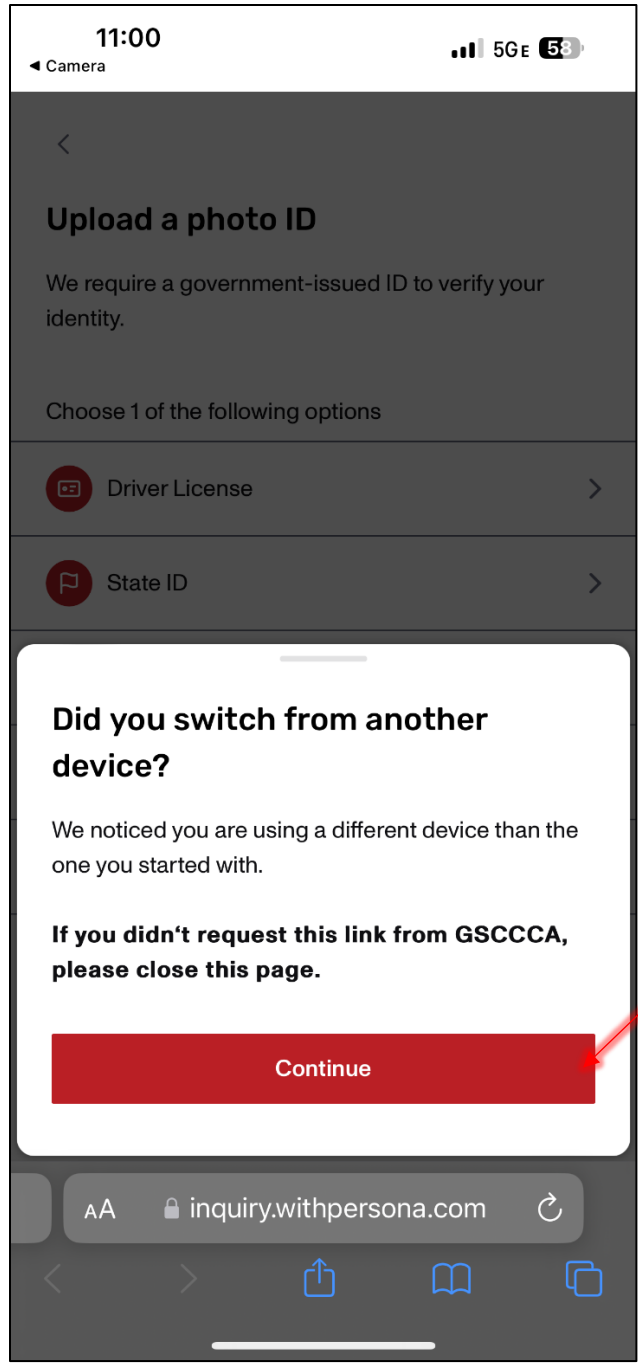 11:00
◀ Camera
5GE 58
Upload a photo ID
We require a government-issued ID to verify your
identity.
Choose 1 of the following options
Driver License
State ID
Did you switch from another
device?
We noticed you are using a different device than the
one you started with.
If you didn‘t request this link from GSCCCA,
please close this page.
Continue
AA inquiry.withpersona.com